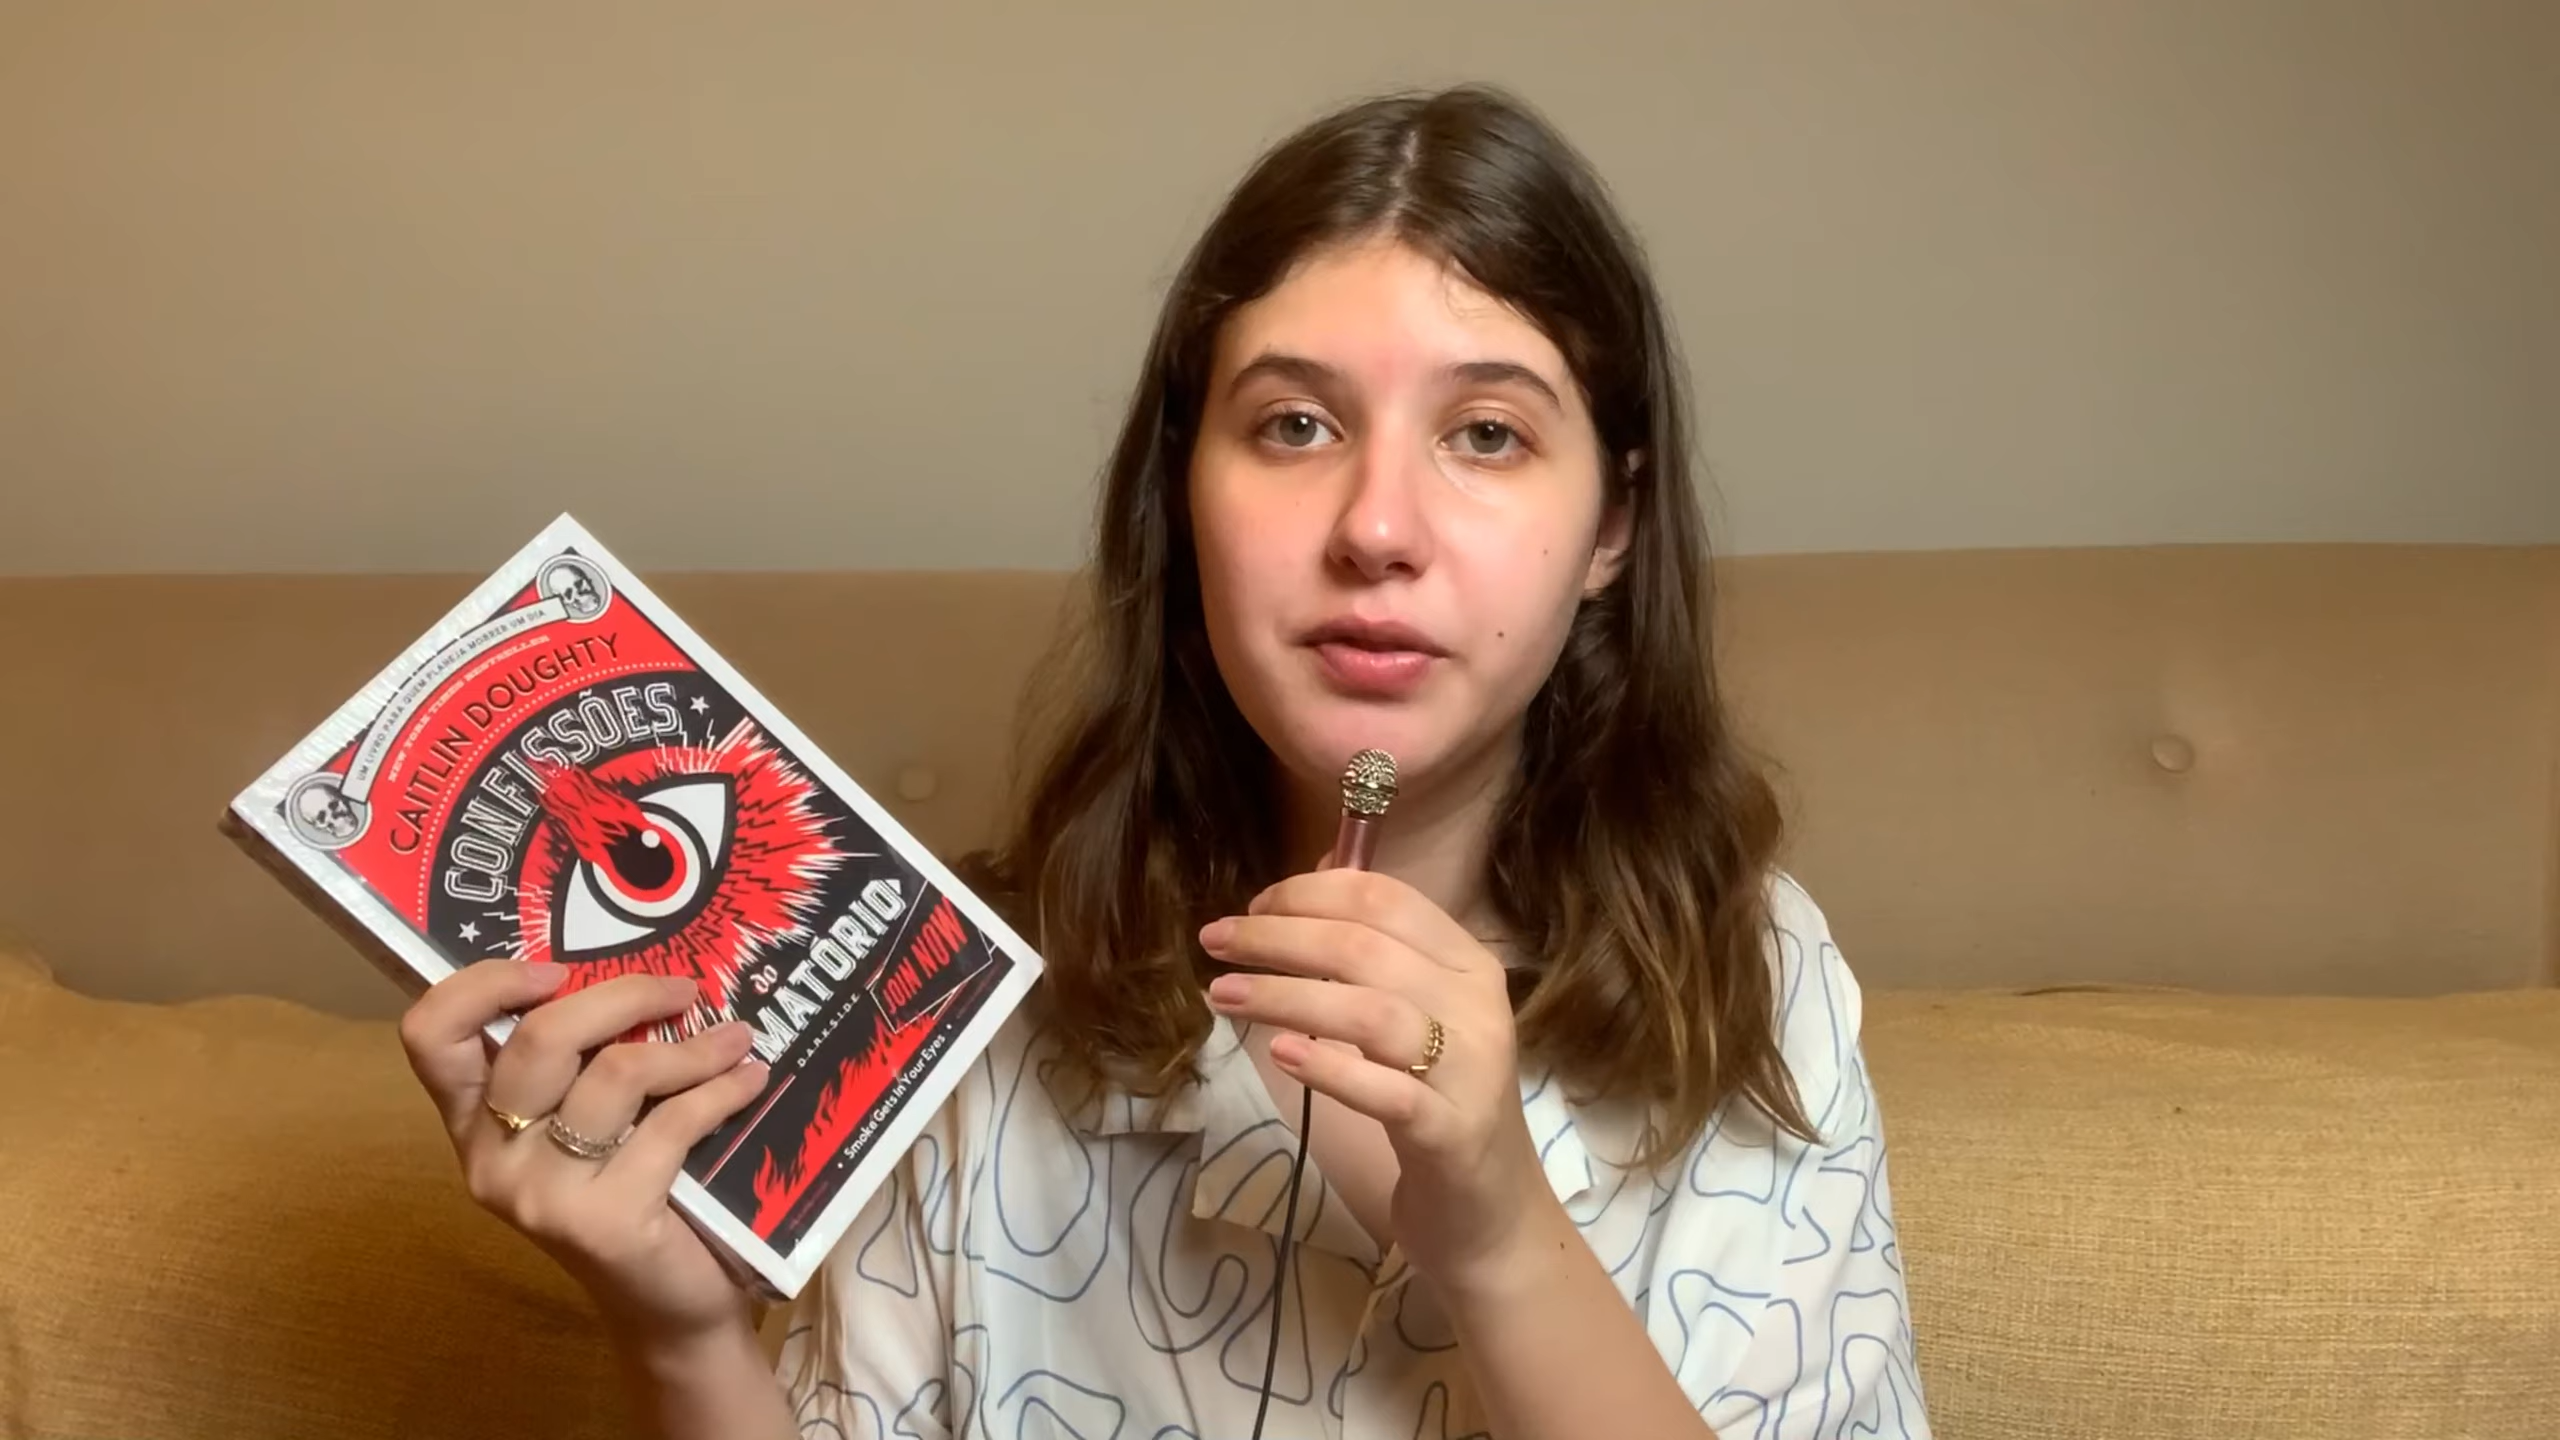 UM LIVRO PARA QUEM PLANEJA MORRER UM DIA
NEW YORK TIMES BESTSELLER
CAITLIN DOUGHTY
CONFISSÕES
do
MATÓRIO
DARKSIDE
JOIN NOW
• Smoke Gets In Your Eyes •